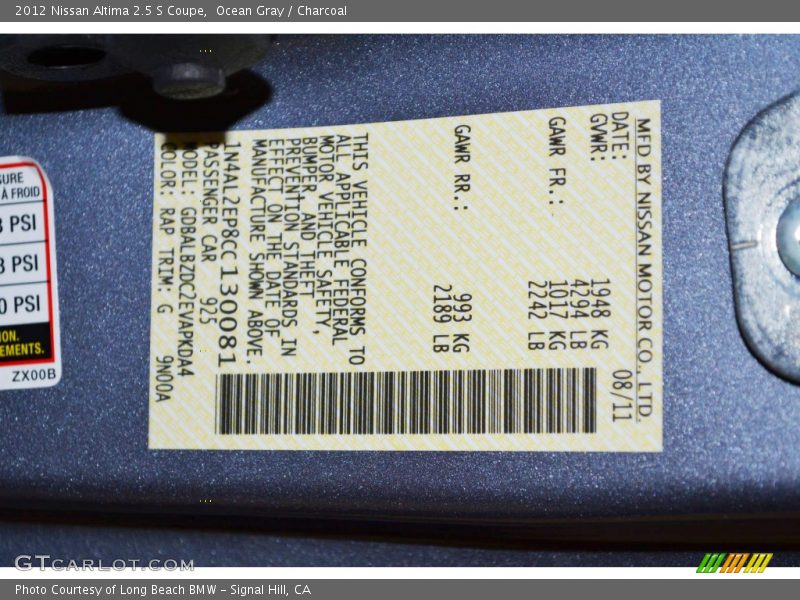 2012 Nissan Altima 2.5 S Coupe,  Ocean Gray / Charcoal
SURE
À FROID
PSI
PSI
0 PSI
ION.
EMENTS.
ZX00B
MFD BY NISSAN MOTOR CO., LTD.
DATE: 08/11
GVWR: 1948 KG
4294 LB
GAWR FR.: 1017 KG
2242 LB
GAWR RR.: 993 KG
2189 LB
THIS VEHICLE CONFORMS TO
ALL APPLICABLE FEDERAL
MOTOR VEHICLE SAFETY,
BUMPER, AND THEFT
PREVENTION STANDARDS IN
EFFECT ON THE DATE OF
MANUFACTURE SHOWN ABOVE.
1N4AL2EP8CC130081
PASSENGER CAR 925
MODEL: GDBALBZDC2EVAPKDA4
COLOR: RAP TRIM: G 9N00A
GTCARLOT.COM
Photo Courtesy of Long Beach BMW - Signal Hill, CA